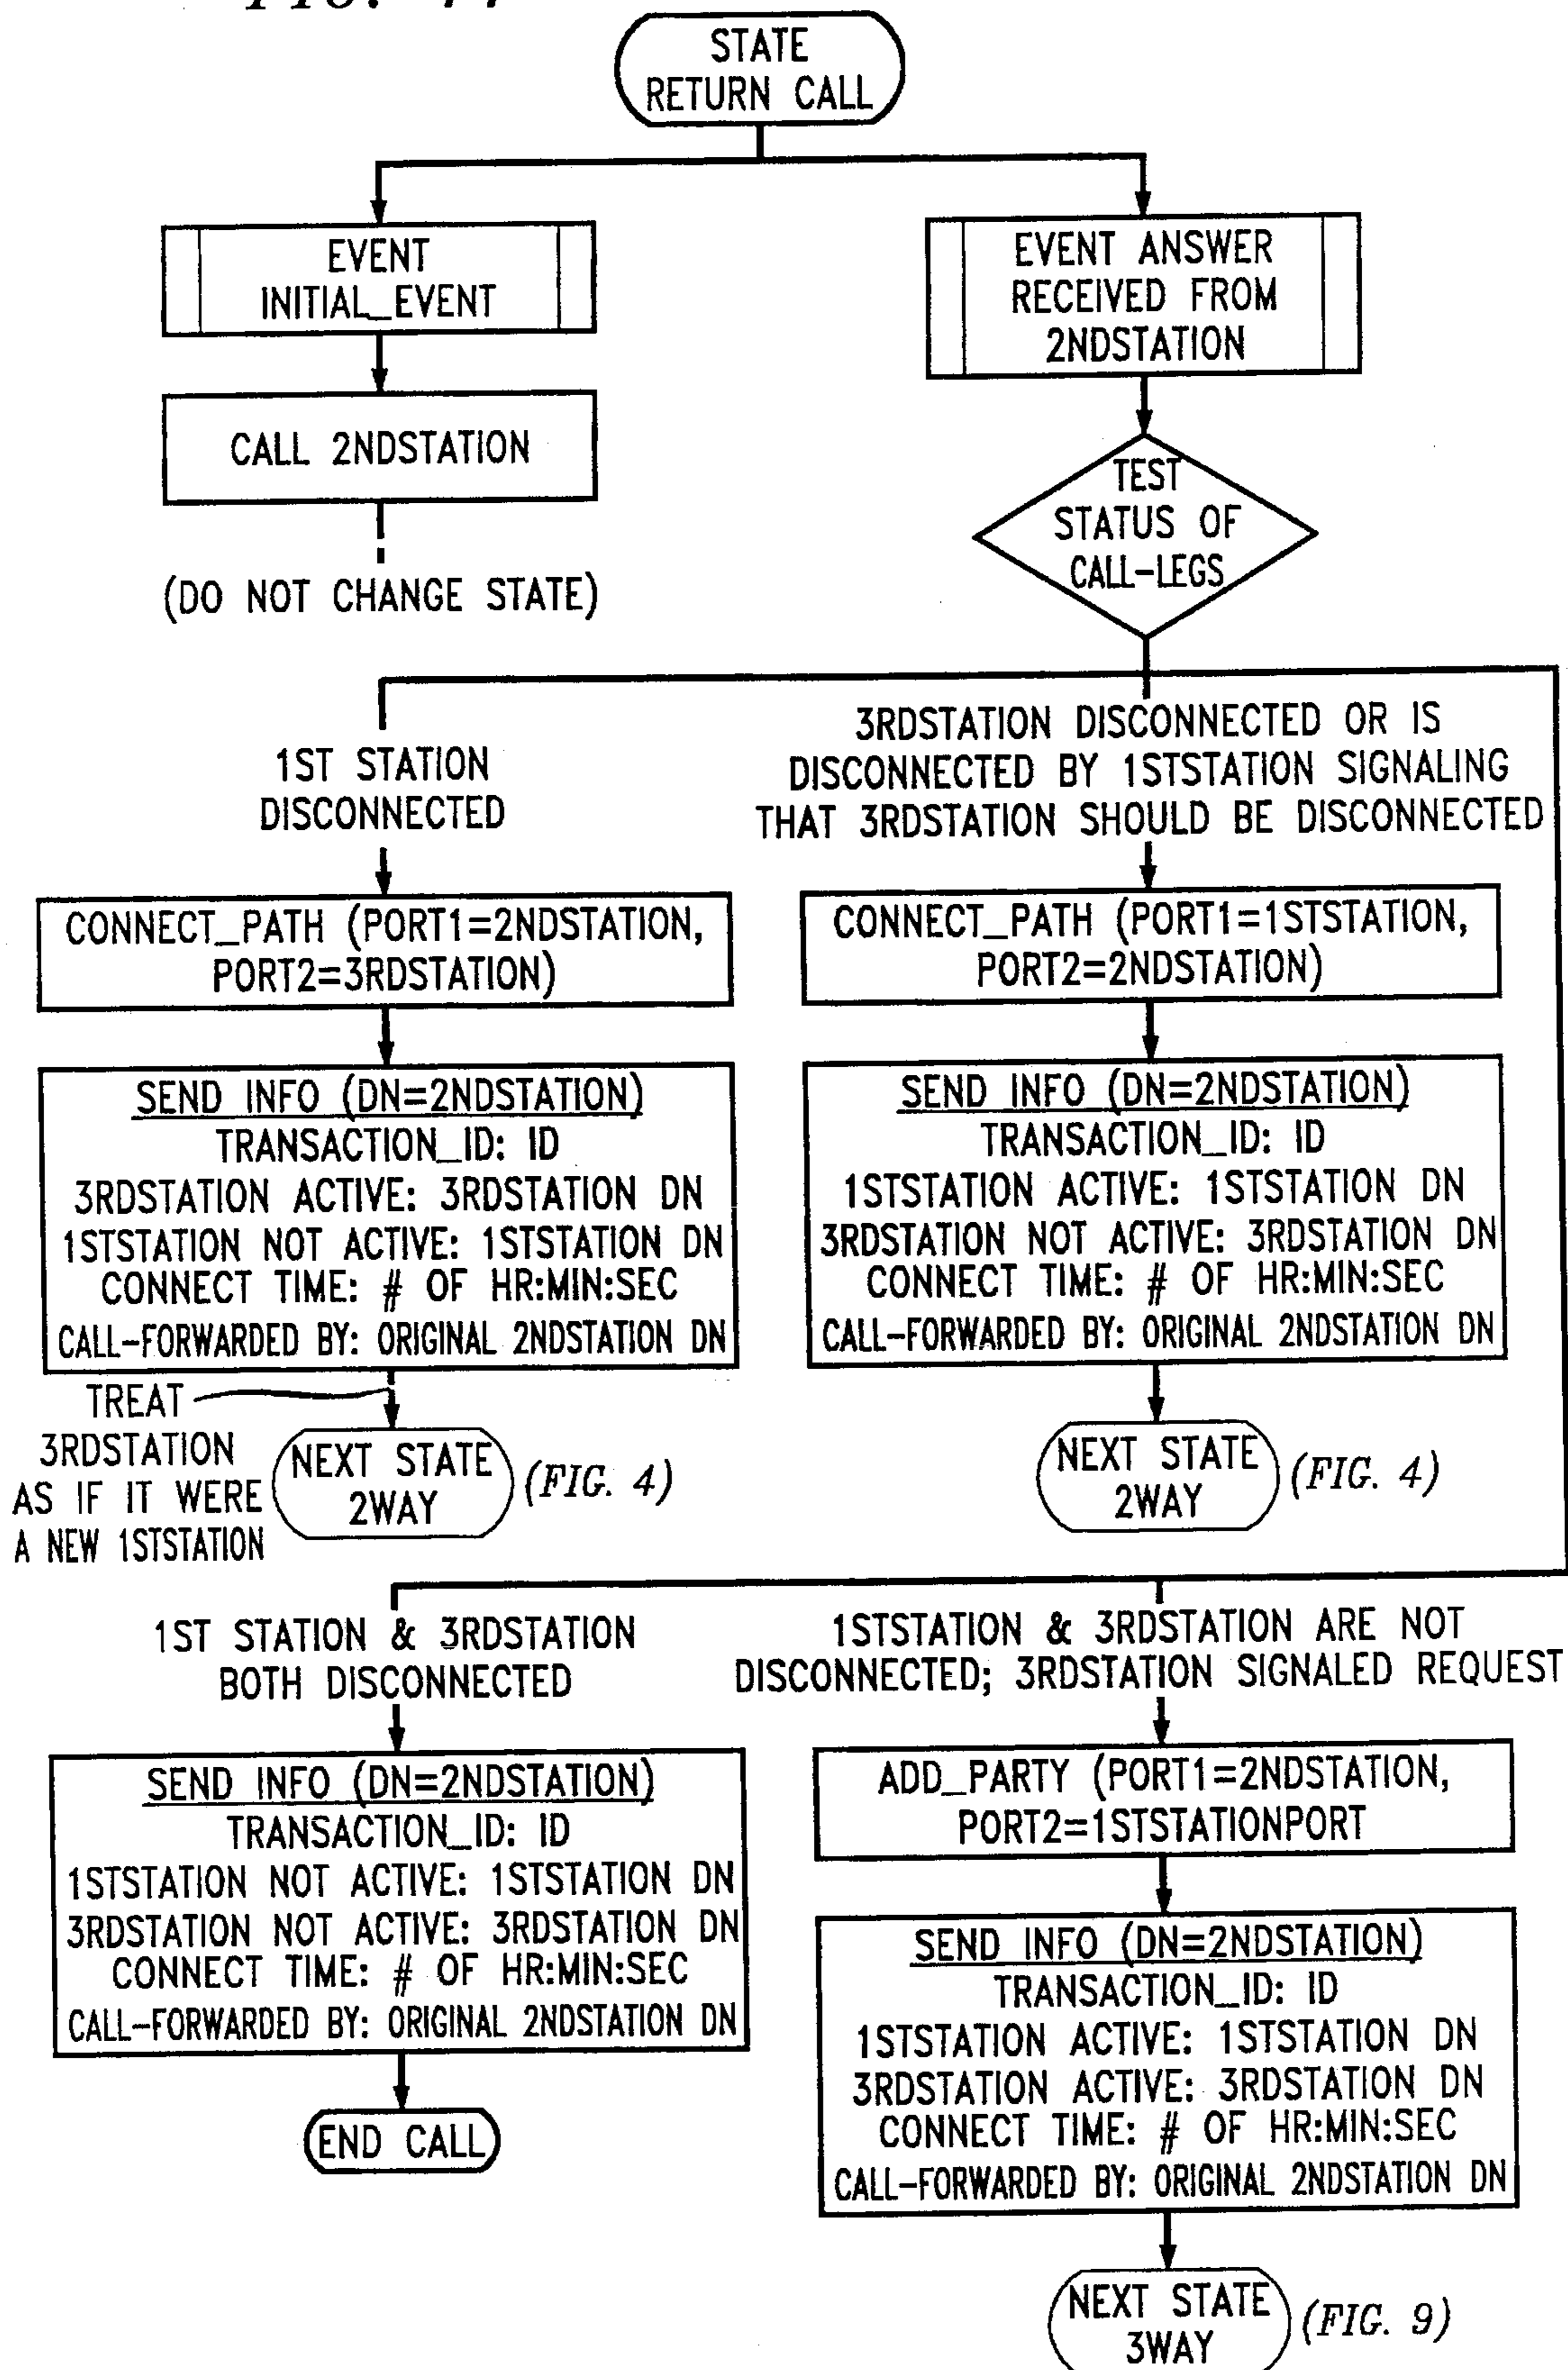 STATE
RETURN CALL
EVENT
INITIAL_EVENT
CALL 2NDSTATION
(DO NOT CHANGE STATE)
EVENT ANSWER
RECEIVED FROM
2NDSTATION
TEST
STATUS OF
CALL-LEGS
1ST STATION
DISCONNECTED
CONNECT_PATH (PORT1=2NDSTATION,
PORT2=3RDSTATION)
SEND INFO (DN=2NDSTATION)
TRANSACTION_ID: ID
3RDSTATION ACTIVE: 3RDSTATION DN
1STSTATION NOT ACTIVE: 1STSTATION DN
CONNECT TIME: # OF HR:MIN:SEC
CALL-FORWARDED BY: ORIGINAL 2NDSTATION DN
TREAT
3RDSTATION
AS IF IT WERE
A NEW 1STSTATION
NEXT STATE
2WAY
(FIG. 4)
3RDSTATION DISCONNECTED OR IS
DISCONNECTED BY 1STSTATION SIGNALING
THAT 3RDSTATION SHOULD BE DISCONNECTED
CONNECT_PATH (PORT1=1STSTATION,
PORT2=2NDSTATION)
SEND INFO (DN=2NDSTATION)
TRANSACTION_ID: ID
1STSTATION ACTIVE: 1STSTATION DN
3RDSTATION NOT ACTIVE: 3RDSTATION DN
CONNECT TIME: # OF HR:MIN:SEC
CALL-FORWARDED BY: ORIGINAL 2NDSTATION DN
NEXT STATE
2WAY
(FIG. 4)
1ST STATION & 3RDSTATION
BOTH DISCONNECTED
SEND INFO (DN=2NDSTATION)
TRANSACTION_ID: ID
1STSTATION NOT ACTIVE: 1STSTATION DN
3RDSTATION NOT ACTIVE: 3RDSTATION DN
CONNECT TIME: # OF HR:MIN:SEC
CALL-FORWARDED BY: ORIGINAL 2NDSTATION DN
END CALL
1STSTATION & 3RDSTATION ARE NOT
DISCONNECTED; 3RDSTATION SIGNALED REQUEST
ADD_PARTY (PORT1=2NDSTATION,
PORT2=1STSTATIONPORT
SEND INFO (DN=2NDSTATION)
TRANSACTION_ID: ID
1STSTATION ACTIVE: 1STSTATION DN
3RDSTATION ACTIVE: 3RDSTATION DN
CONNECT TIME: # OF HR:MIN:SEC
CALL-FORWARDED BY: ORIGINAL 2NDSTATION DN
NEXT STATE
3WAY
(FIG. 9)